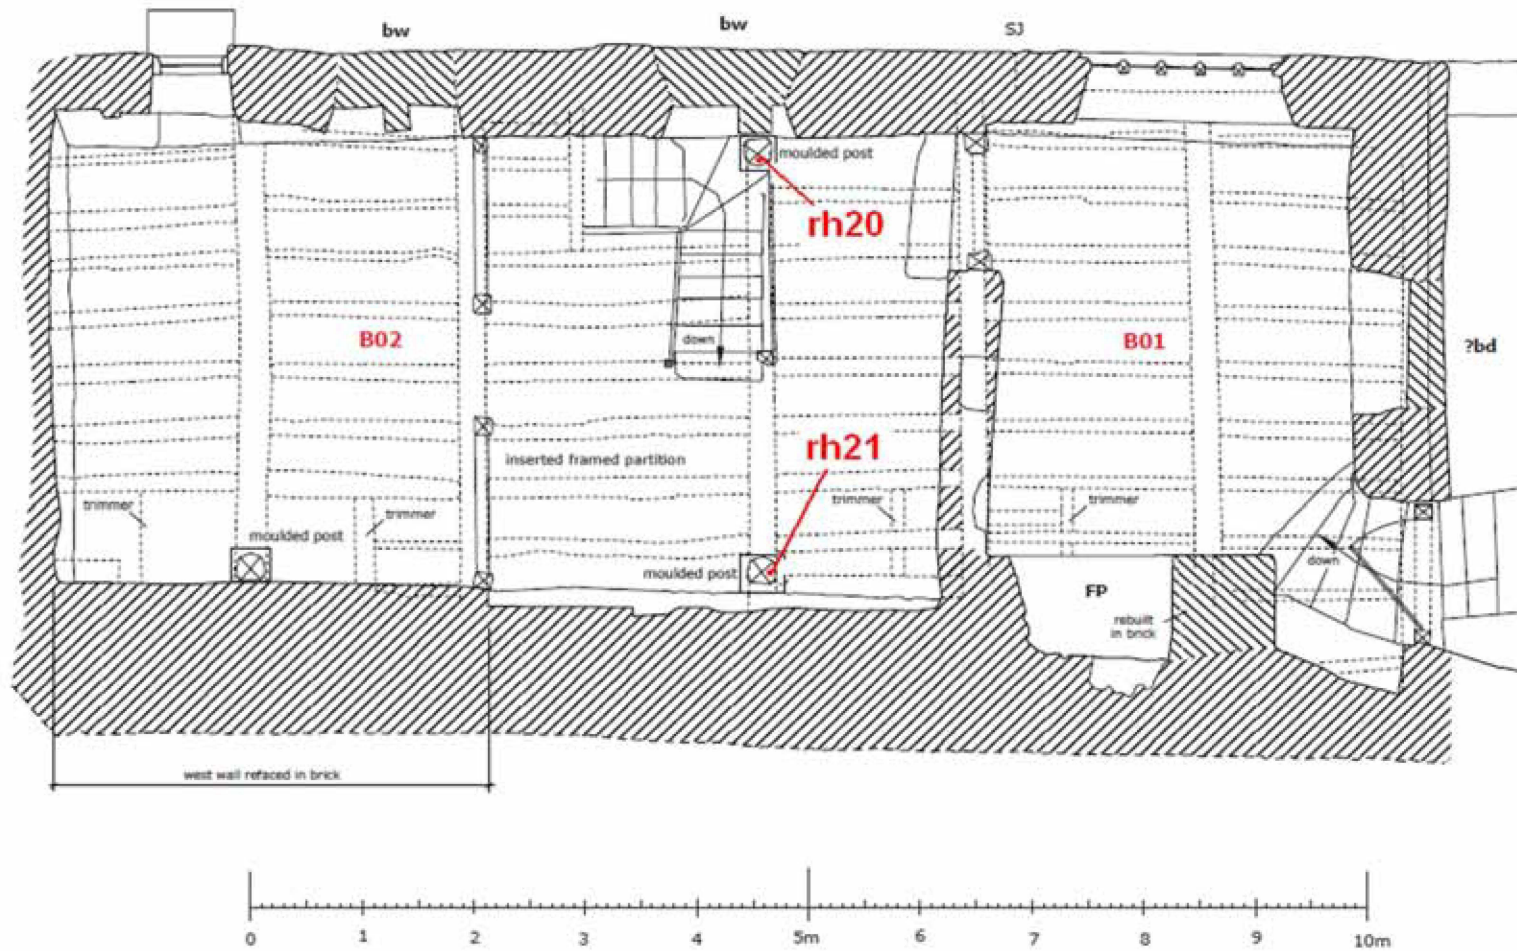 bw
bw
SJ
moulded post
rh20
down
B02
B01
?bd
rh21
inserted framed partition
trimmer
trimmer
trimmer
trimmer
moulded post
moulded post
down
FP
rebuilt
in brick
west wall refaced in brick
0 1 2 3 4 5m 6 7 8 9 10m